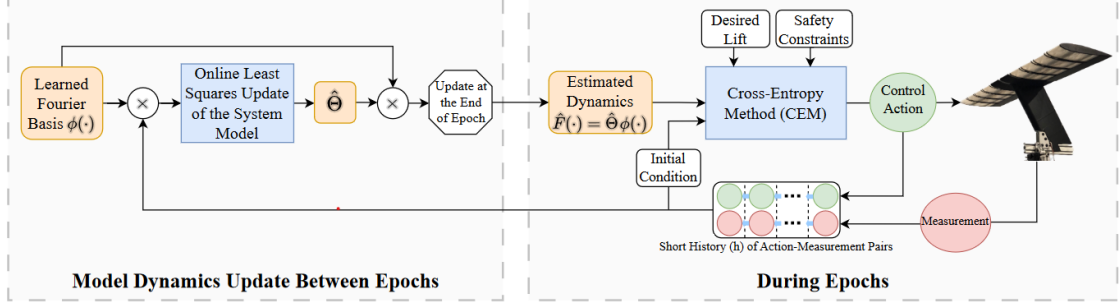 Learned
Fourier
Basis ϕ(·)
×
Online Least
Squares Update
of the System
Model
Θ̂
×
Update at
the End
of Epoch
Model Dynamics Update Between Epochs
Desired
Lift
Safety
Constraints
Estimated
Dynamics
F̂(·) = Θ̂ϕ(·)
Cross-Entropy
Method (CEM)
Control
Action
Initial
Condition
Measurement
Short History (h) of Action-Measurement Pairs
During Epochs